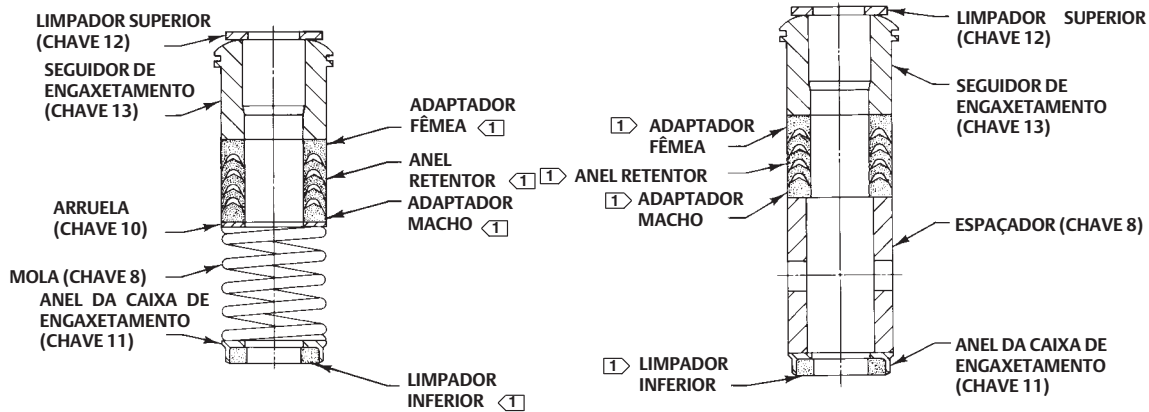 LIMPADOR SUPERIOR
(CHAVE 12)
SEGUIDOR DE
ENGAXETAMENTO
(CHAVE 13)
ARRUELA
(CHAVE 10)
MOLA (CHAVE 8)
ANEL DA CAIXA DE
ENGAXETAMENTO
(CHAVE 11)
ADAPTADOR
FÊMEA 1
ANEL
RETENTOR 1
ADAPTADOR
MACHO 1
LIMPADOR
INFERIOR 1
1 ADAPTADOR
FÊMEA
1 ANEL RETENTOR
1 ADAPTADOR
MACHO
1 LIMPADOR
INFERIOR
LIMPADOR SUPERIOR
(CHAVE 12)
SEGUIDOR DE
ENGAXETAMENTO
(CHAVE 13)
ESPAÇADOR (CHAVE 8)
ANEL DA CAIXA DE
ENGAXETAMENTO
(CHAVE 11)